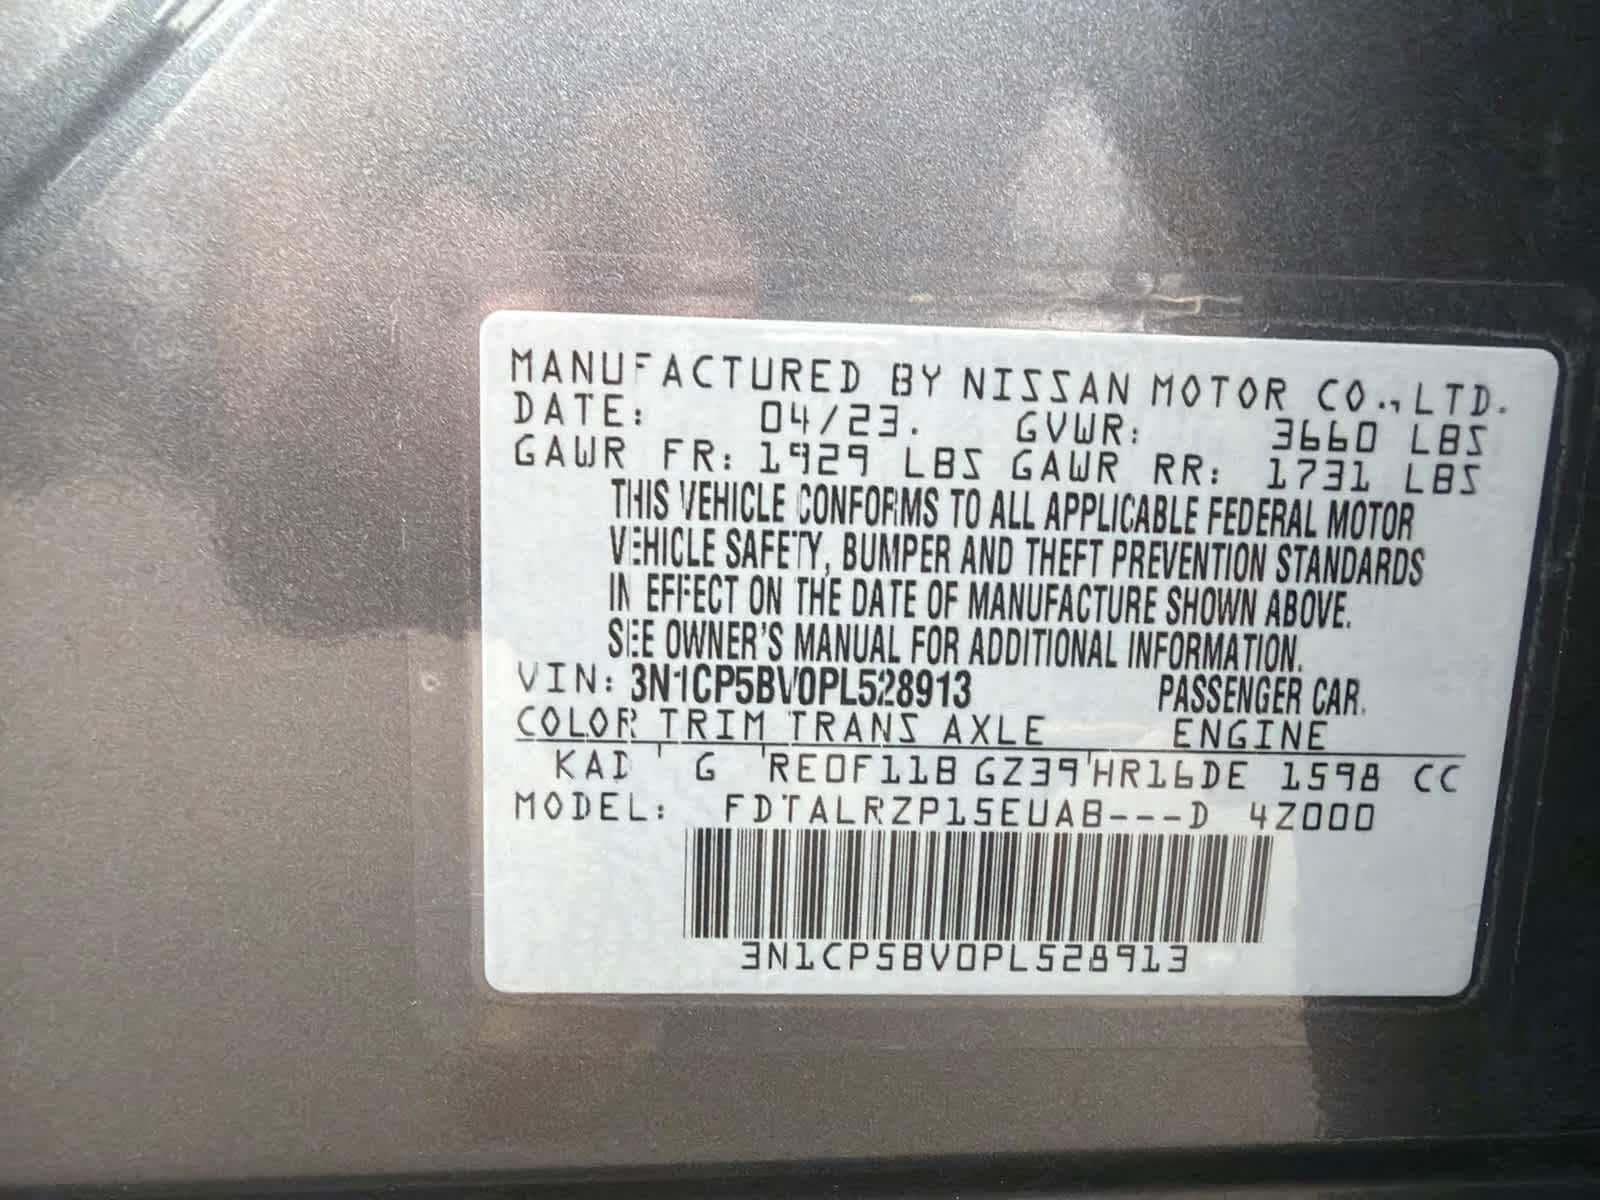 MANUFACTURED BY NISSAN MOTOR CO., LTD.
DATE: 04/23. GVWR: 3660 LBS
GAWR FR: 1929 LBS GAWR RR: 1731 LBS
THIS VEHICLE CONFORMS TO ALL APPLICABLE FEDERAL MOTOR
VEHICLE SAFETY, BUMPER AND THEFT PREVENTION STANDARDS
IN EFFECT ON THE DATE OF MANUFACTURE SHOWN ABOVE.
SEE OWNER'S MANUAL FOR ADDITIONAL INFORMATION.
VIN: 3N1CP5BV0PL528913 PASSENGER CAR.
COLOR TRIM TRANS AXLE ENGINE
KAD G RE0F11B GZ39 HR16DE 1598 CC
MODEL: FDTALRZP15EUAB---D 4Z000
3N1CP5BV0PL528913